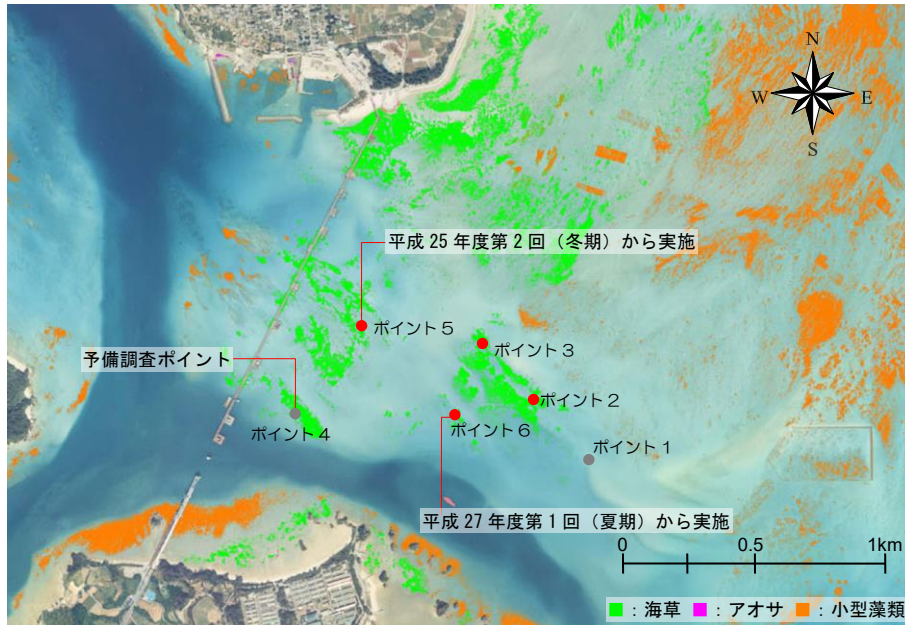 N
W
E
S
平成 25 年度第 2 回（冬期）から実施
ポイント５
ポイント３
予備調査ポイント
ポイント２
ポイント６
ポイント４
ポイント１
平成 27 年度第 1 回（夏期）から実施
0 0.5 1km
：海草 ：アオサ ：小型藻類